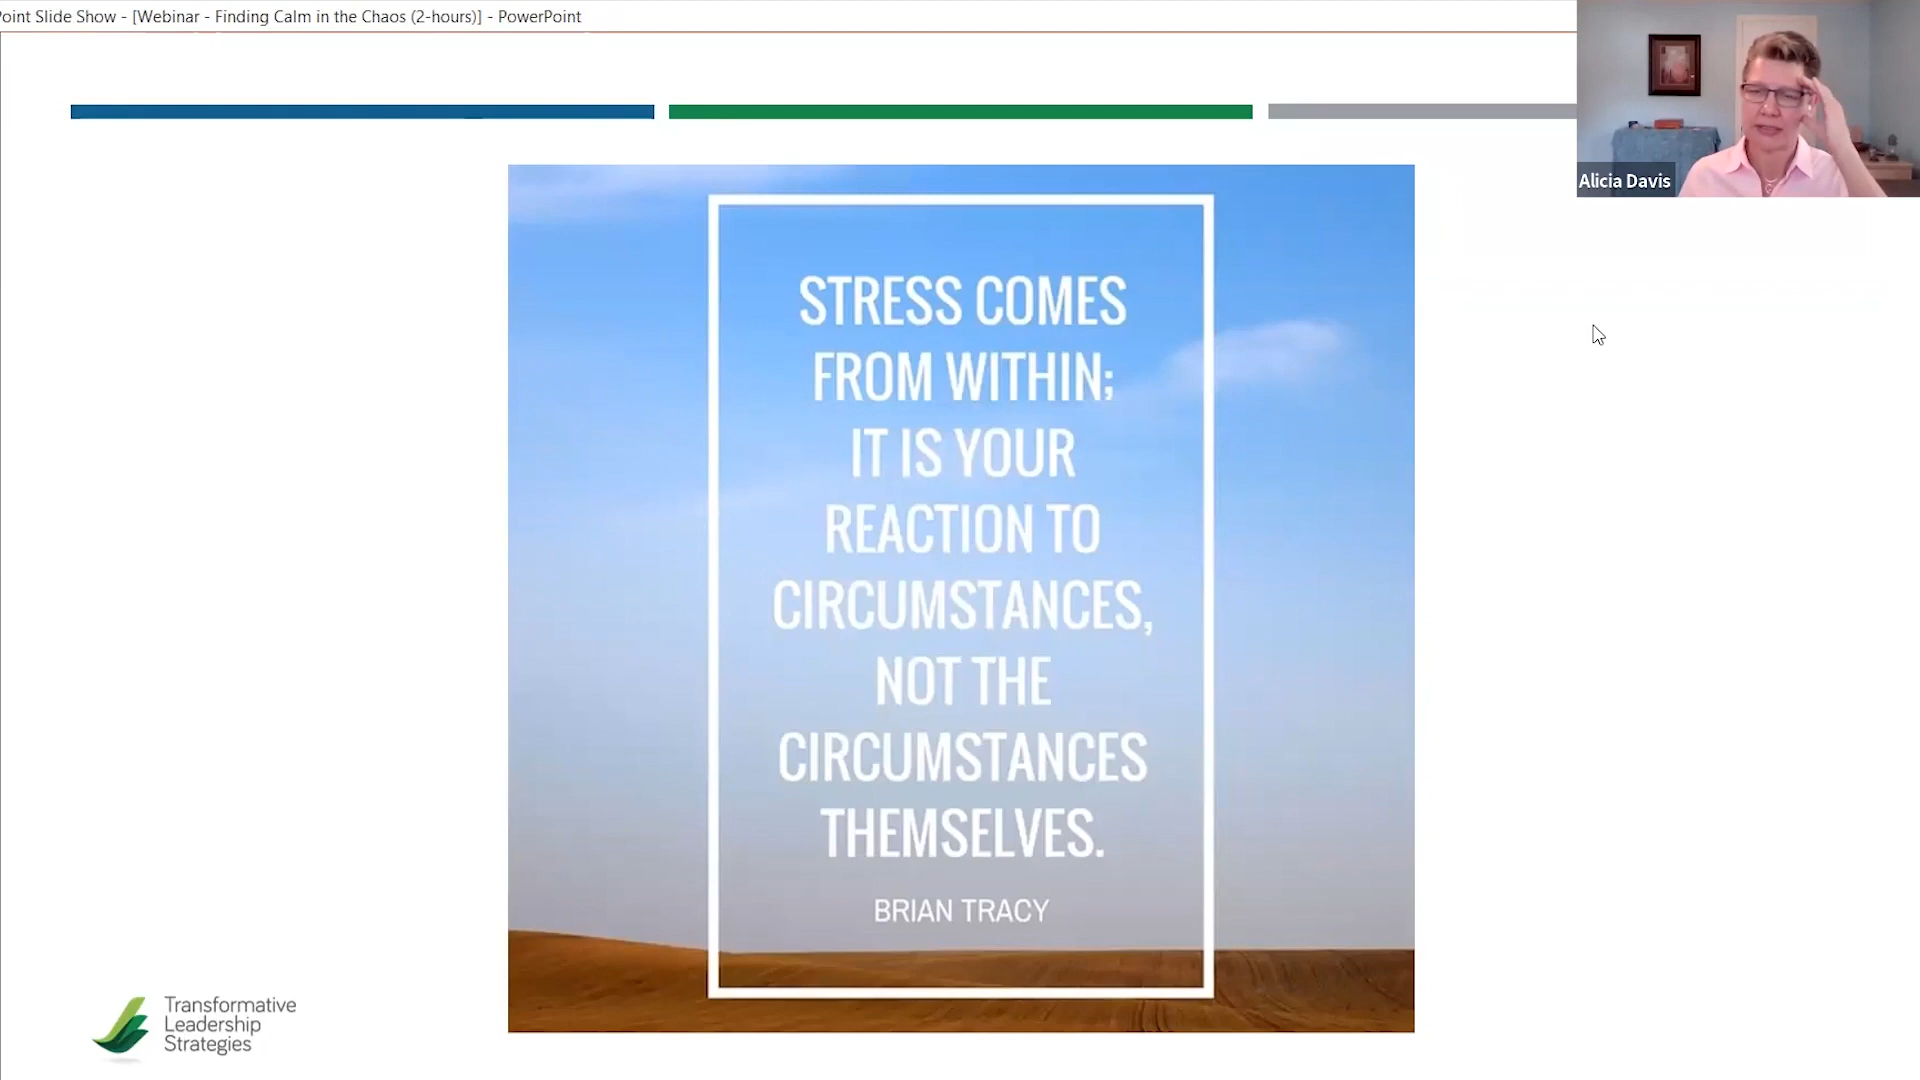 Point Slide Show - [Webinar - Finding Calm in the Chaos (2-hours)] - PowerPoint
Alicia Davis
STRESS COMES
FROM WITHIN;
IT IS YOUR
REACTION TO
CIRCUMSTANCES,
NOT THE
CIRCUMSTANCES
THEMSELVES.
BRIAN TRACY
Transformative
Leadership
Strategies